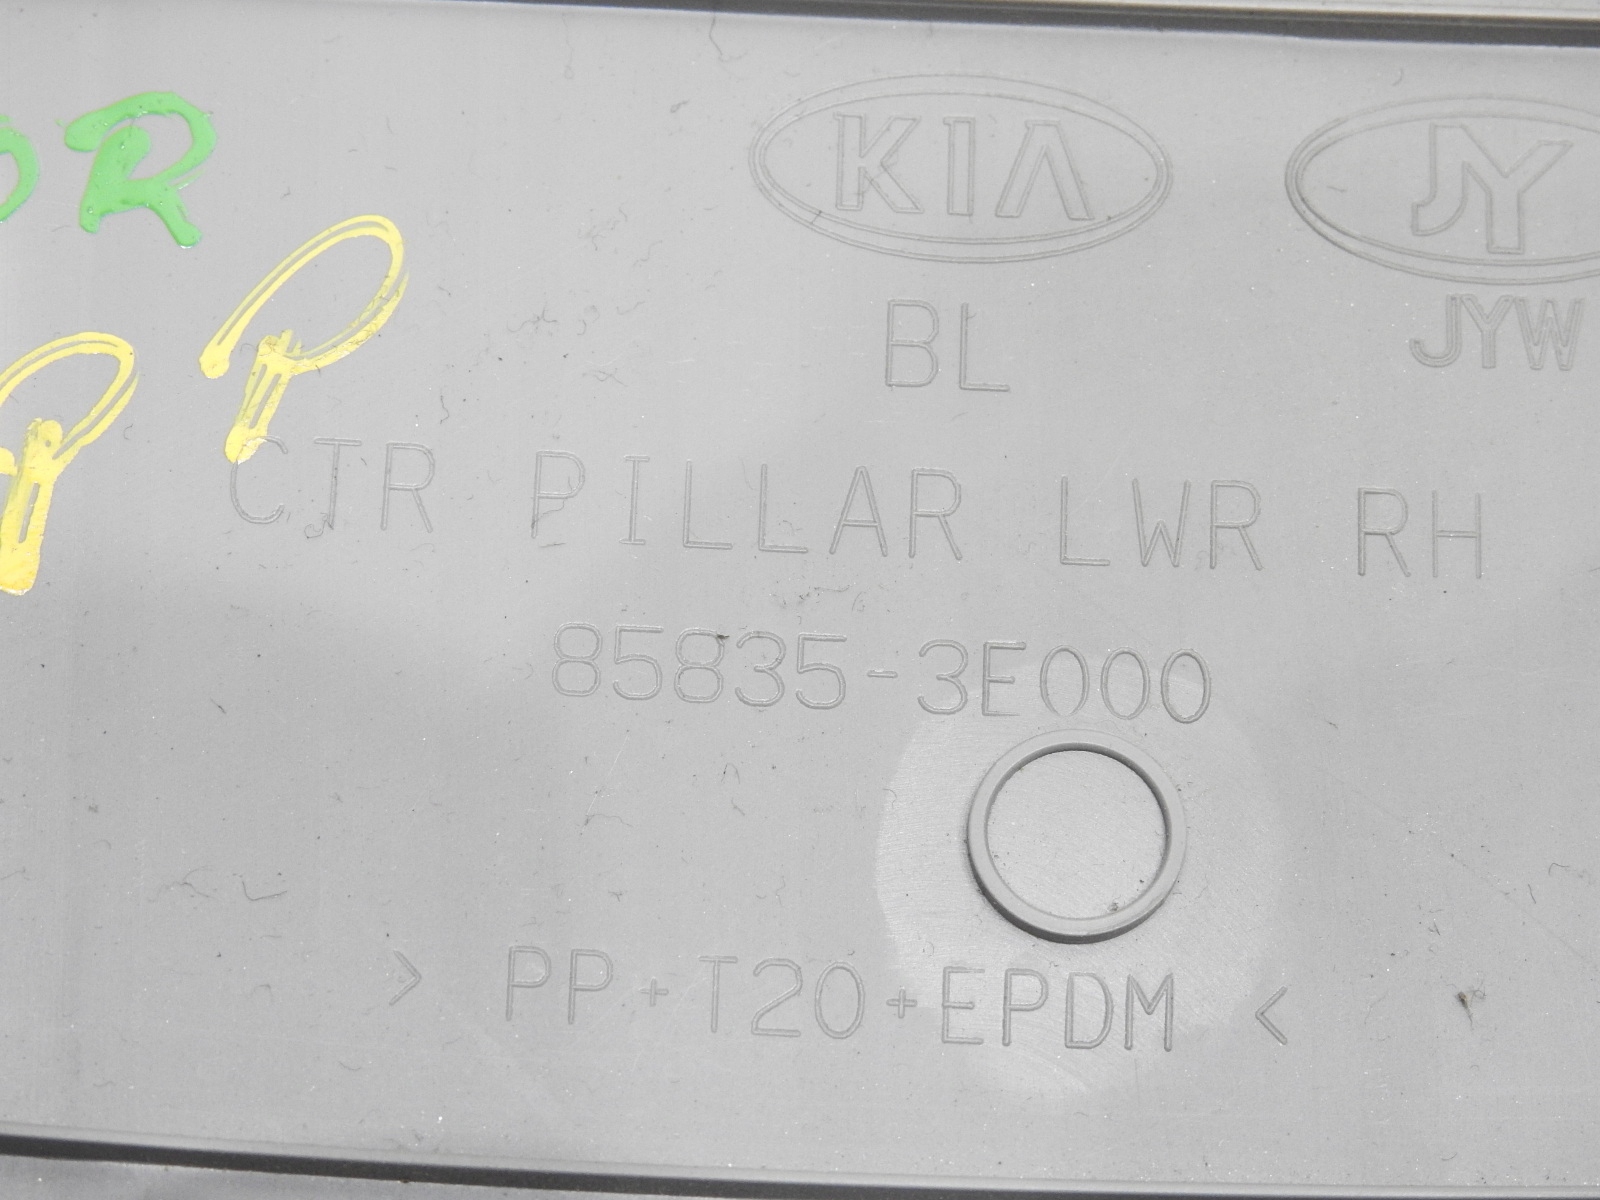 KIA
JY
BL
JYW
R
P
P
CTR PILLAR LWR RH
85835-3E000
> PP+T20+EPDM <